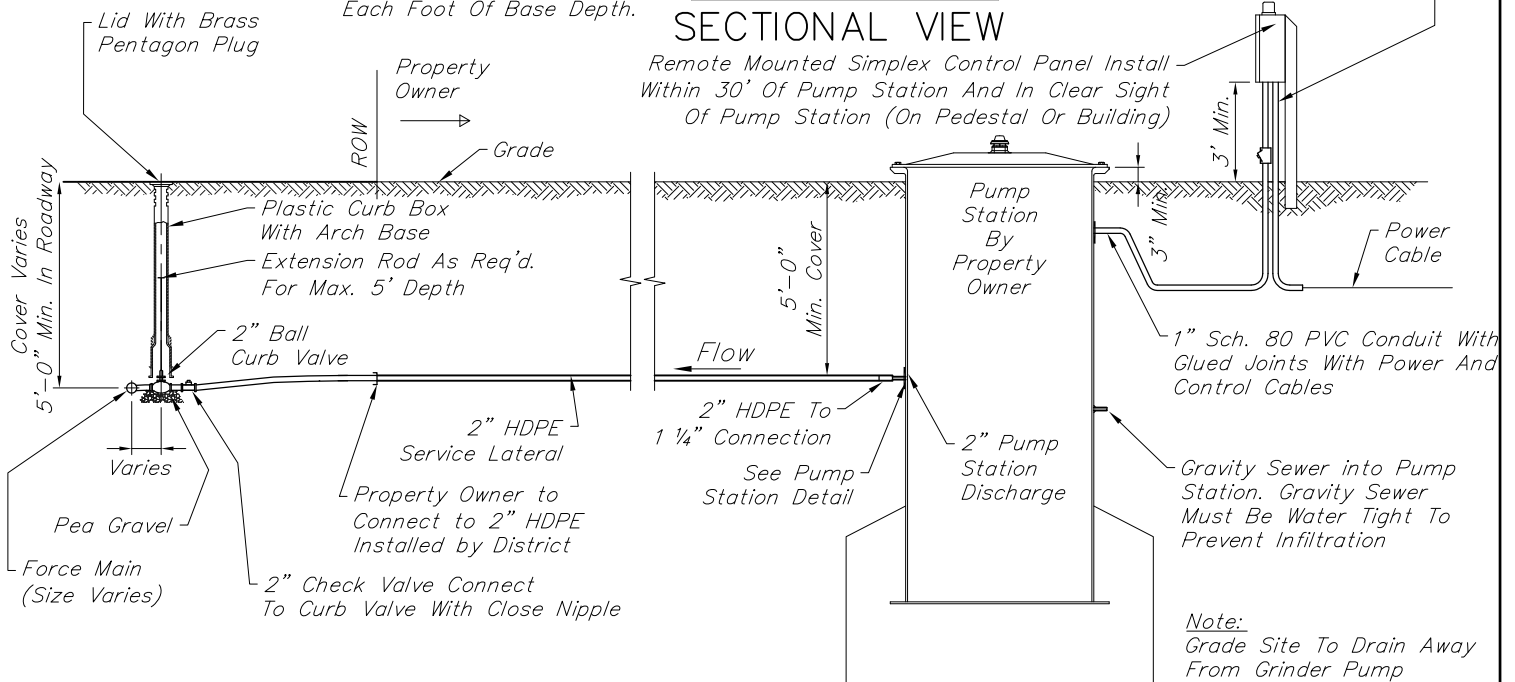 Each Foot Of Base Depth.
SECTIONAL VIEW
Lid With Brass
Pentagon Plug
Property
Owner
ROW
Grade
Remote Mounted Simplex Control Panel Install
Within 30' Of Pump Station And In Clear Sight
Of Pump Station (On Pedestal Or Building)
3' Min.
3" Min.
Cover Varies
5'-0" Min. In Roadway
Plastic Curb Box
With Arch Base
Extension Rod As Req'd.
For Max. 5' Depth
2" Ball
Curb Valve
5'-0"
Min. Cover
Pump
Station
By
Property
Owner
Power
Cable
1" Sch. 80 PVC Conduit With
Glued Joints With Power And
Control Cables
Flow
2" HDPE
Service Lateral
2" HDPE To
1 ¼" Connection
See Pump
Station Detail
2" Pump
Station
Discharge
Gravity Sewer into Pump
Station. Gravity Sewer
Must Be Water Tight To
Prevent Infiltration
Varies
Pea Gravel
Force Main
(Size Varies)
Property Owner to
Connect to 2" HDPE
Installed by District
2" Check Valve Connect
To Curb Valve With Close Nipple
Note:
Grade Site To Drain Away
From Grinder Pump